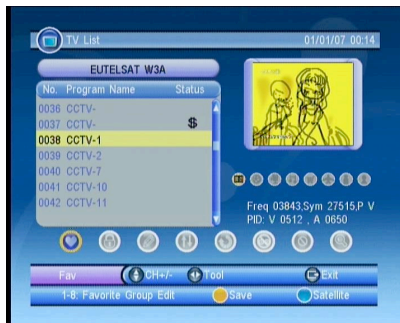 TV List
01/01/07 00:14
EUTELSAT W3A
No. Program Name Status
0036 CCTV-
0037 CCTV- $
0038 CCTV-1
0039 CCTV-2
0040 CCTV-7
0041 CCTV-10
0042 CCTV-11
Freq 03843,Sym 27515,P V
PID: V 0512 , A 0650
Fav CH+/- Tool Exit
1-8: Favorite Group Edit Save Satellite